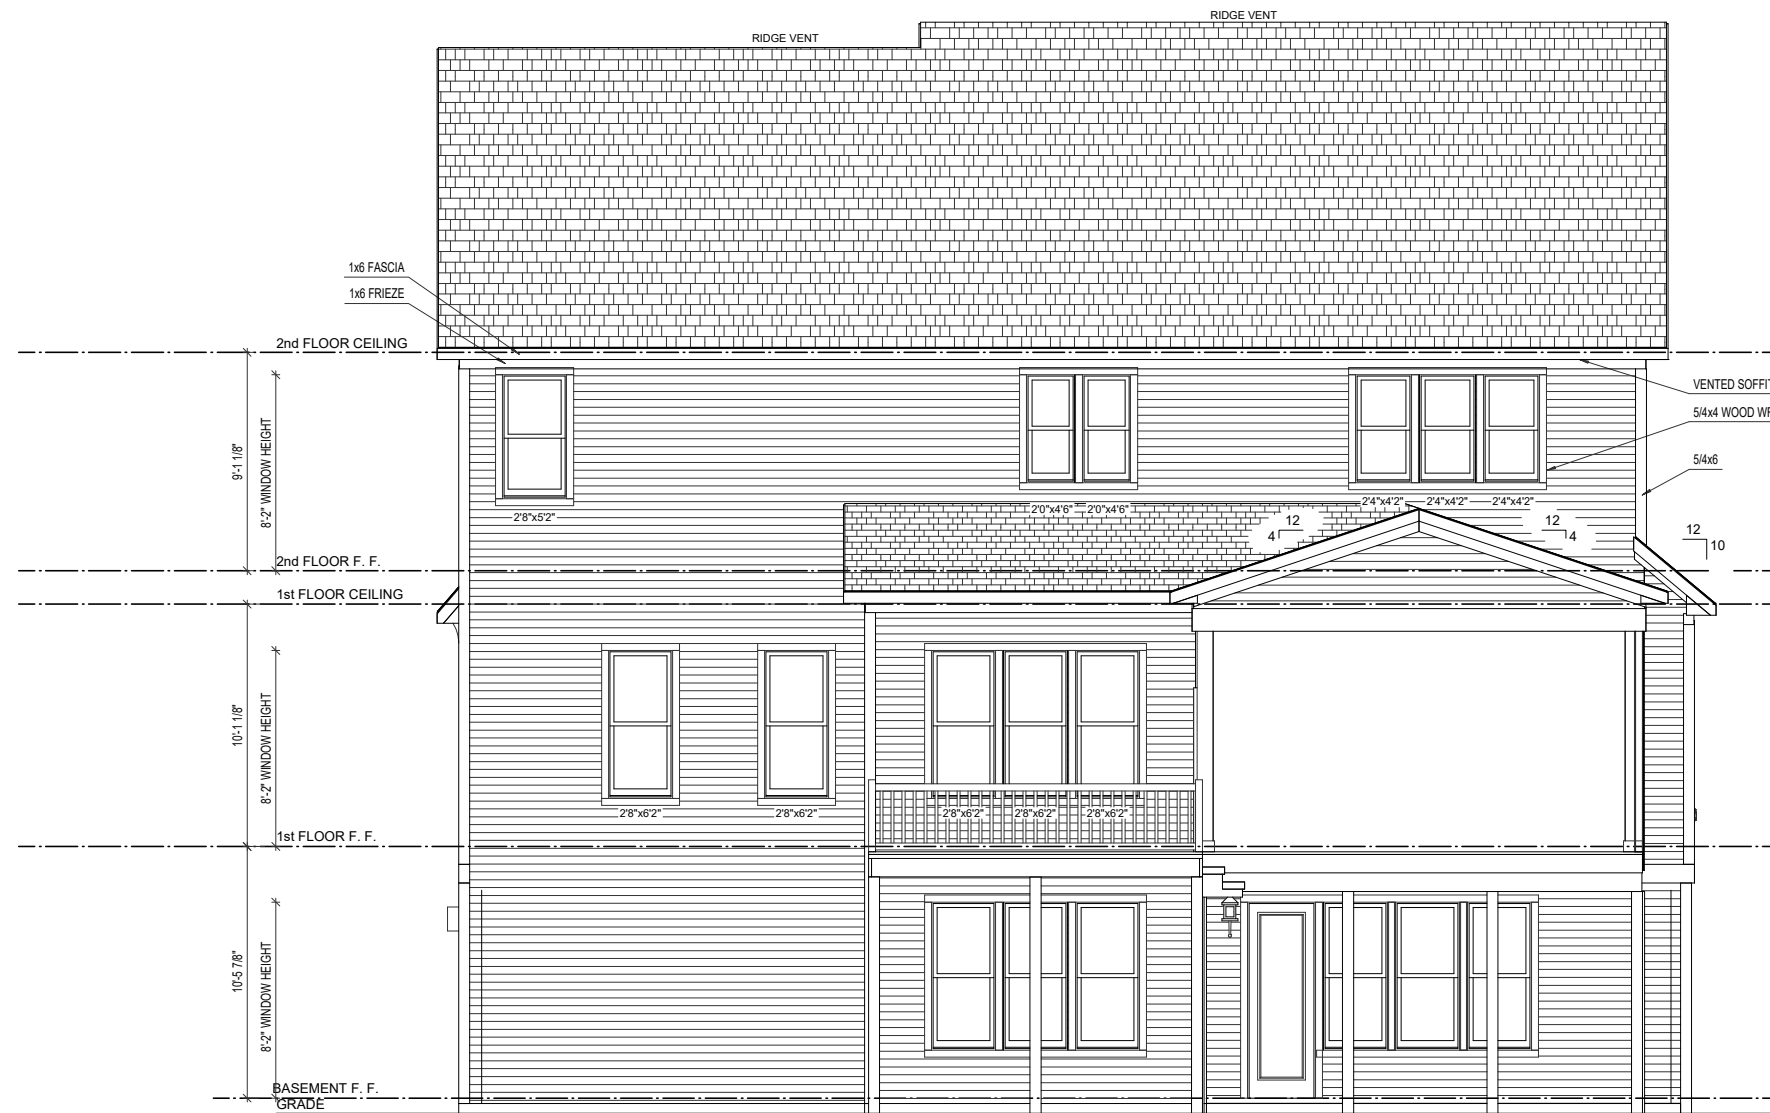 RIDGE VENT
RIDGE VENT
1x6 FASCIA
1x6 FRIEZE
2nd FLOOR CEILING
VENTED SOFFIT
5/4x4 WOOD
5/4x6
9'-1 1/8"
8'-2" WINDOW HEIGHT
2'8"x5'2"
2'0"x4'6" 2'0"x4'6"
2'4"x4'2" 2'4"x4'2" 2'4"x4'2"
12
4
12
4
12
10
2nd FLOOR F. F.
1st FLOOR CEILING
10'-1 1/8"
8'-2" WINDOW HEIGHT
2'8"x6'2" 2'8"x6'2" 2'8"x6'2" 2'8"x6'2" 2'8"x6'2"
1st FLOOR F. F.
10'-5 7/8"
8'-2" WINDOW HEIGHT
BASEMENT F. F.
GRADE